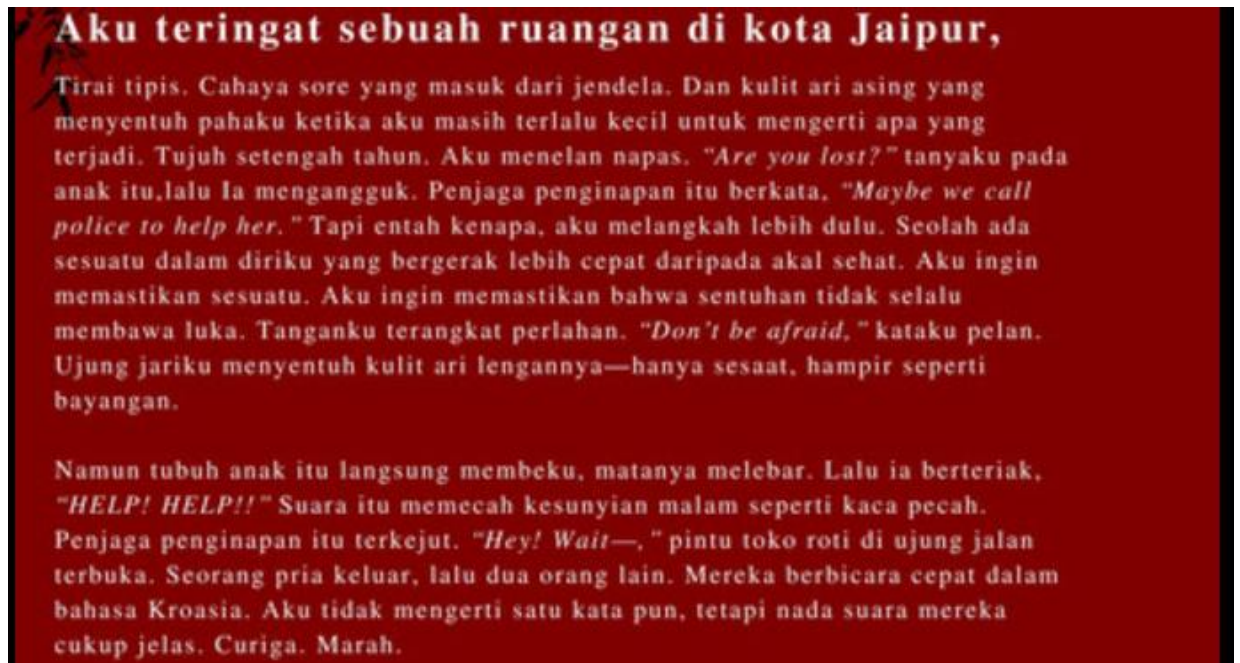 Aku teringat sebuah ruangan di kota Jaipur,
Tirai tipis. Cahaya sore yang masuk dari jendela. Dan kulit ari asing yang
menyentuh pahaku ketika aku masih terlalu kecil untuk mengerti apa yang
terjadi. Tujuh setengah tahun. Aku menelan napas. “Are you lost?” tanyaku pada
anak itu,lalu Ia mengangguk. Penjaga penginapan itu berkata, “Maybe we call
police to help her.” Tapi entah kenapa, aku melangkah lebih dulu. Seolah ada
sesuatu dalam diriku yang bergerak lebih cepat daripada akal sehat. Aku ingin
memastikan sesuatu. Aku ingin memastikan bahwa sentuhan tidak selalu
membawa luka. Tanganku terangkat perlahan. “Don’t be afraid,” kataku pelan.
Ujung jariku menyentuh kulit ari lengannya—hanya sesaat, hampir seperti
bayangan.
Namun tubuh anak itu langsung membeku, matanya melebar. Lalu ia berteriak,
“HELP! HELP!!” Suara itu memecah kesunyian malam seperti kaca pecah.
Penjaga penginapan itu terkejut. “Hey! Wait—,” pintu toko roti di ujung jalan
terbuka. Seorang pria keluar, lalu dua orang lain. Mereka berbicara cepat dalam
bahasa Kroasia. Aku tidak mengerti satu kata pun, tetapi nada suara mereka
cukup jelas. Curiga. Marah.